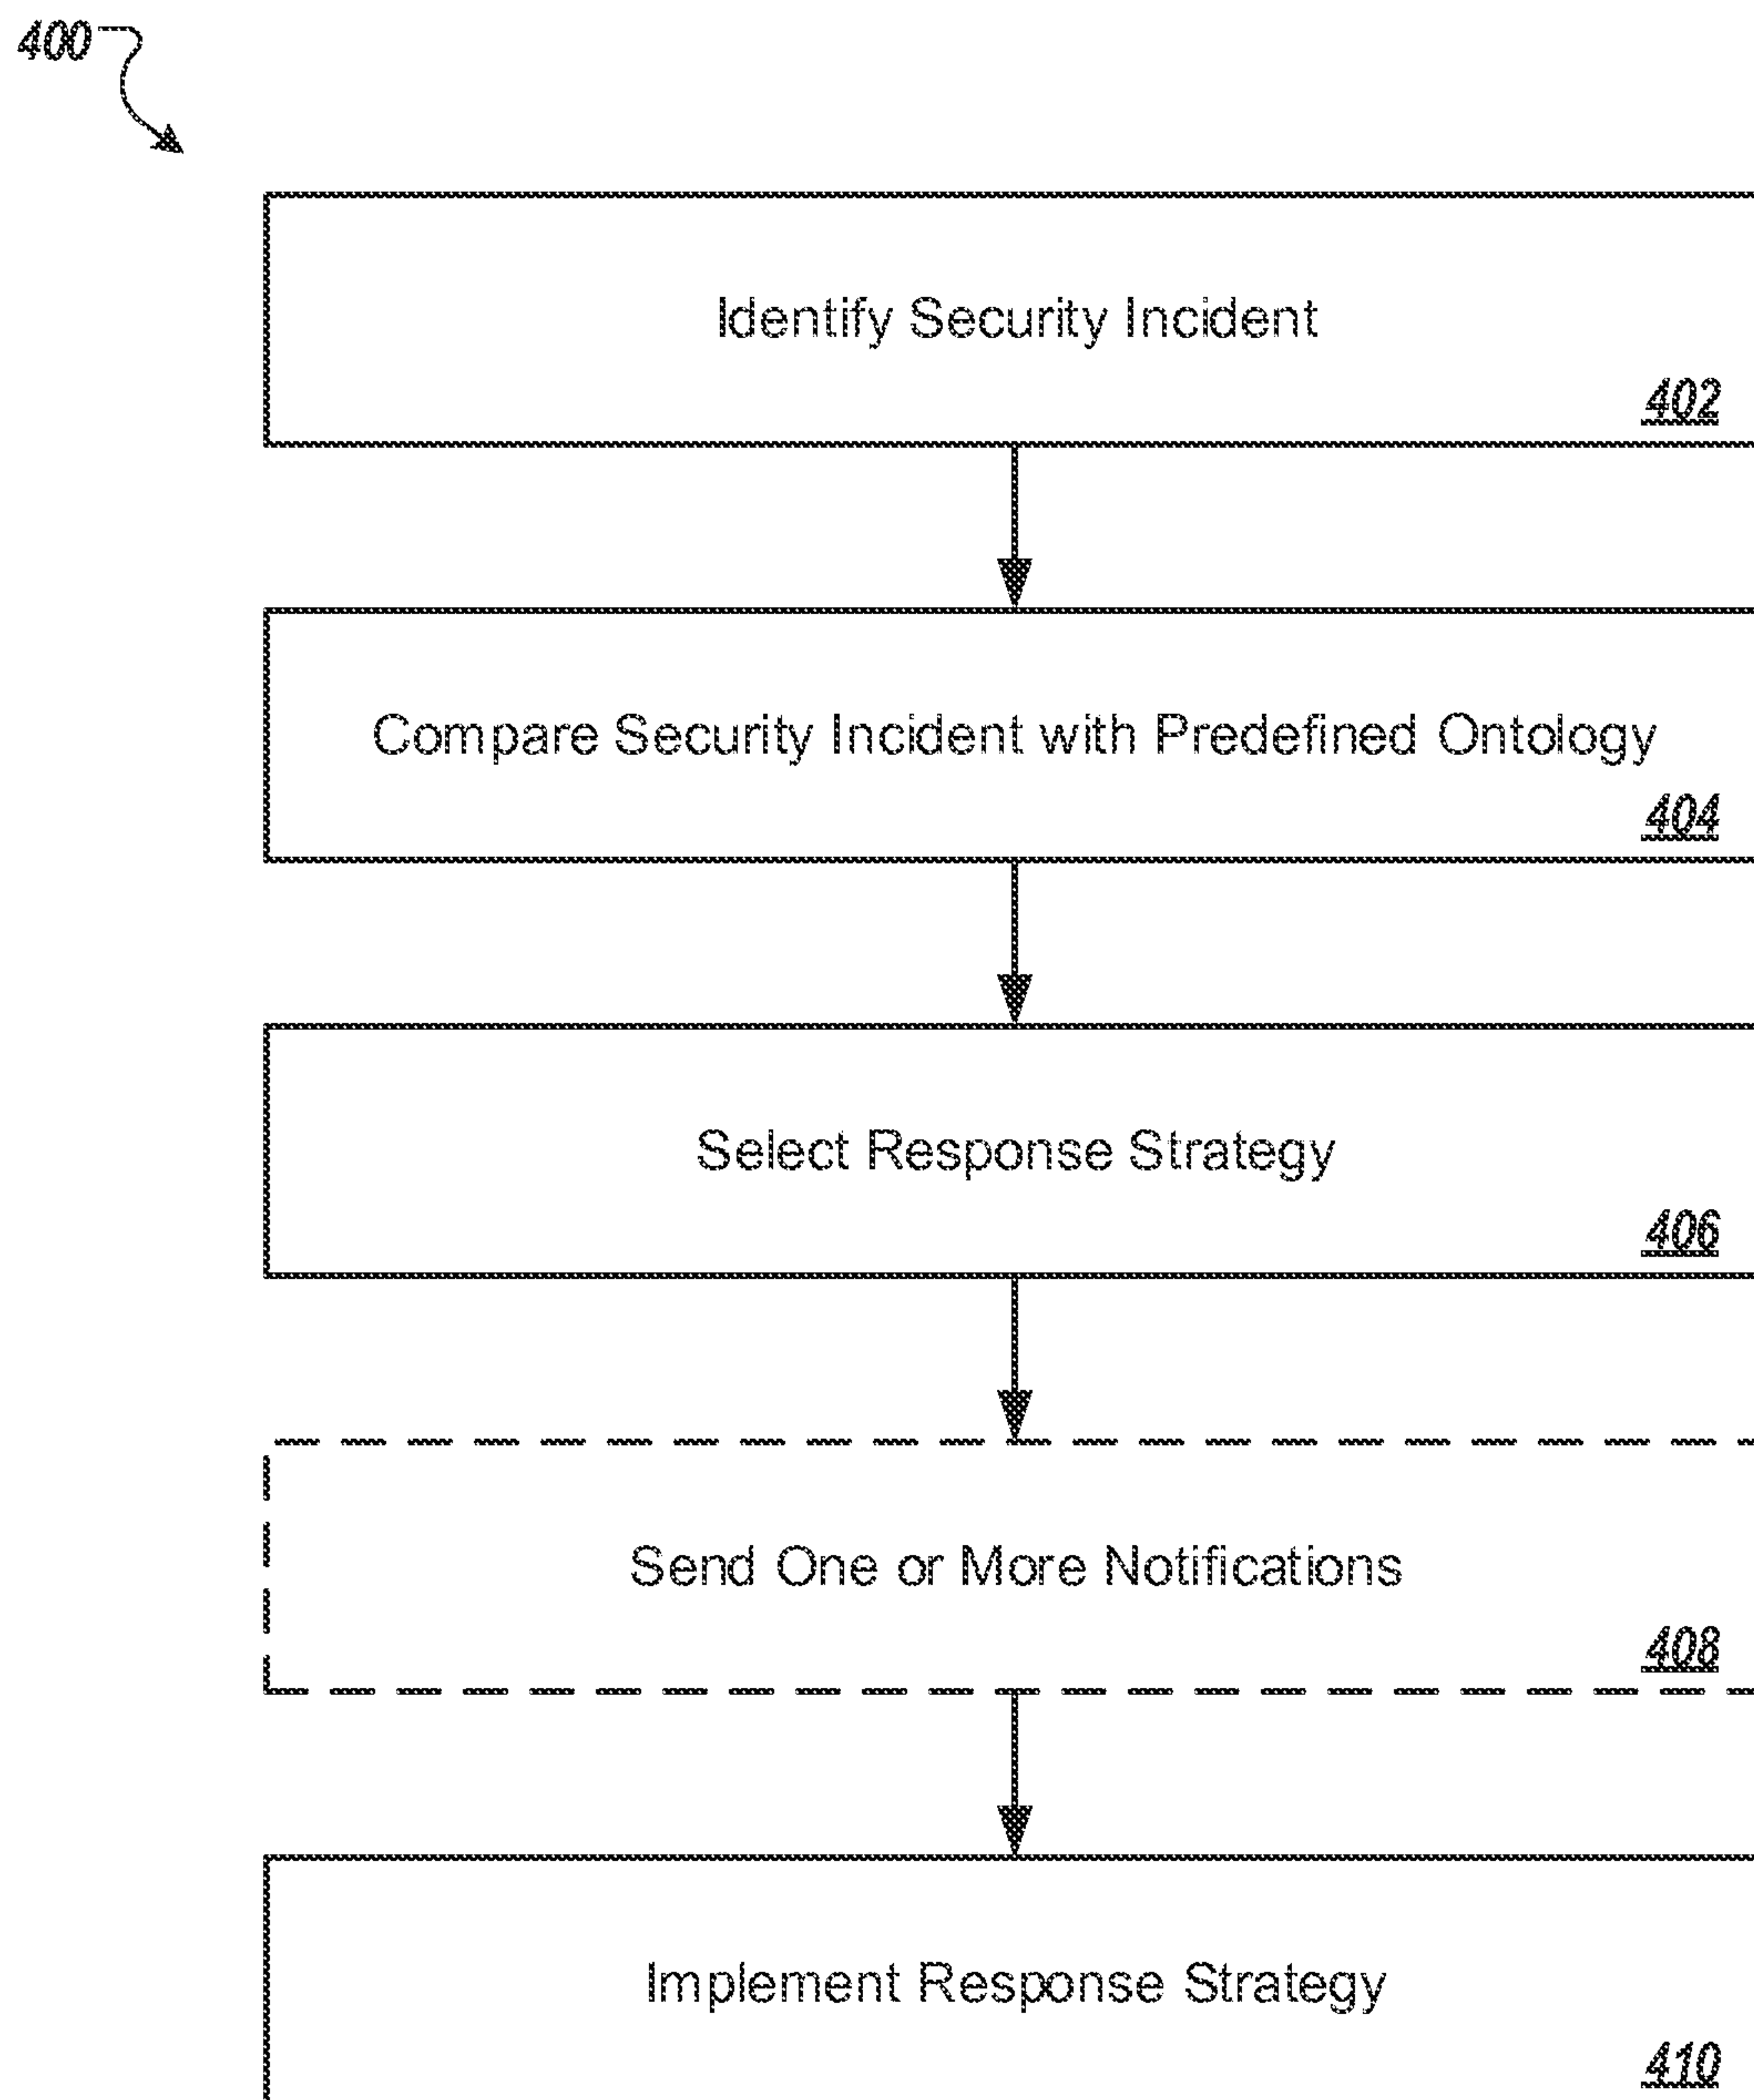 400
Identify Security Incident
402
Compare Security Incident with Predefined Ontology
404
Select Response Strategy
406
Send One or More Notifications
408
Implement Response Strategy
410